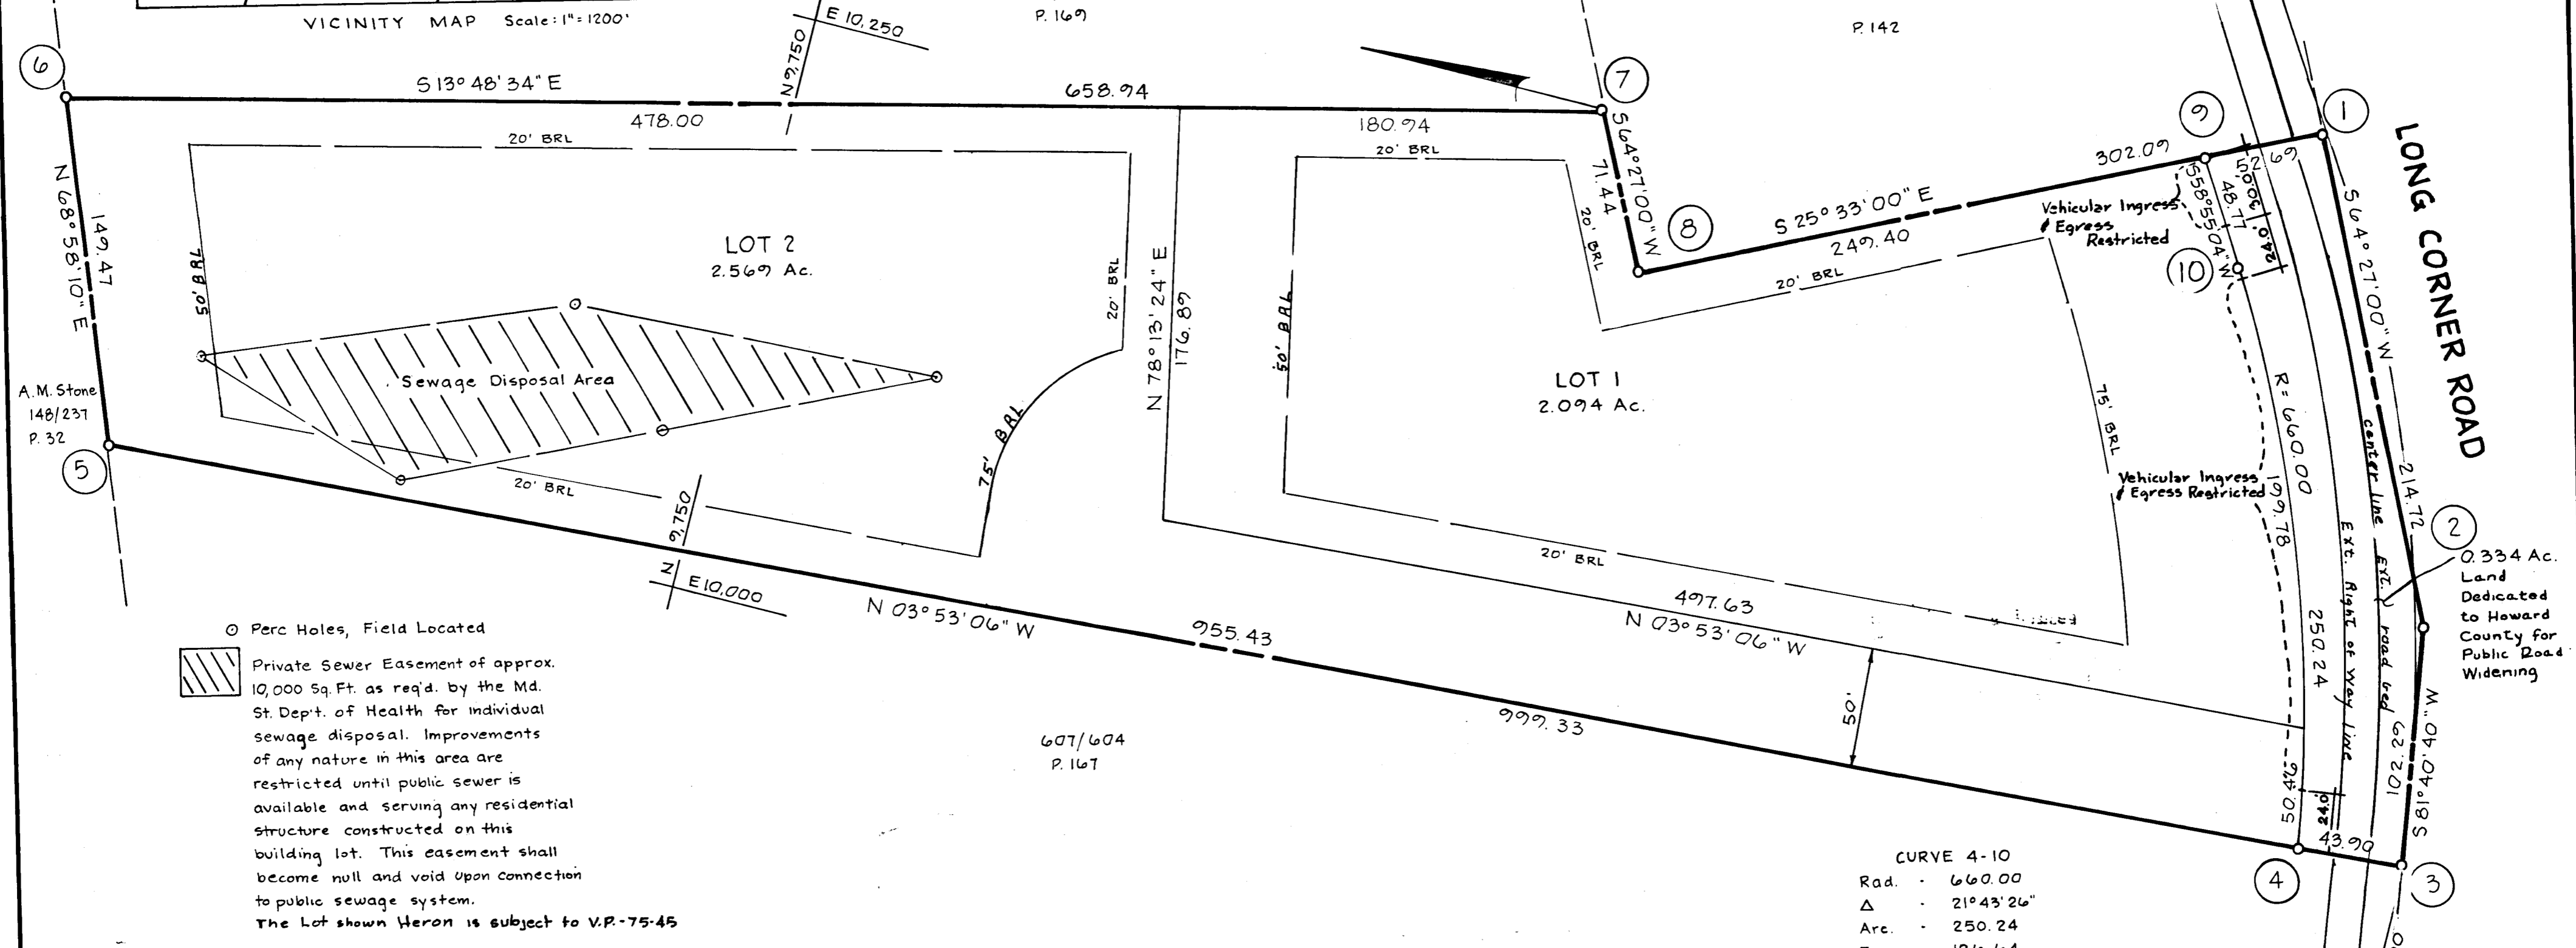 VICINITY MAP Scale: 1" = 1200'
E 10,250
N 9,750
P. 169
P. 142
6
S 13° 48' 34" E
658.94
478.00
180.94
7
9
1
LONG CORNER ROAD
S 64° 27' 00" W
71.44
8
S 25° 33' 00" E
302.09
249.40
52.69
30.0'
S 58° 55' 04" W
48.77
24.0'
10
Vehicular Ingress
& Egress
Restricted
S 64° 27' 00" W
214.72
2
0.334 Ac.
Land
Dedicated
to Howard
County for
Public Road
Widening
N 68° 58' 10" E
149.47
20' BRL
50' BRL
LOT 2
2.569 Ac.
20' BRL
Sewage Disposal Area
75' BRL
20' BRL
N 78° 13' 24" E
176.89
20' BRL
20' BRL
50' BRL
20' BRL
LOT 1
2.094 Ac.
75' BRL
20' BRL
Vehicular Ingress
& Egress Restricted
R = 660.00
199.78
250.24
center line Ext. road bed
Ext. Right of Way Line
A.M. Stone
148/237
P. 32
5
N 9,750
E 10,000
N 03° 53' 06" W
955.43
999.33
497.63
N 03° 53' 06" W
50'
50.46
24.0'
43.90
102.26
S 81° 40' 40" W
4
3
607/604
P. 167
Perc Holes, Field Located
Private Sewer Easement of approx.
10,000 Sq. Ft. as req'd. by the Md.
St. Dep't. of Health for individual
sewage disposal. Improvements
of any nature in this area are
restricted until public sewer is
available and serving any residential
structure constructed on this
building lot. This easement shall
become null and void upon connection
to public sewage system.
The Lot shown Heron is subject to V.P.-75-45
CURVE 4-10
Rad. - 660.00
Δ - 21° 43' 26"
Arc. - 250.24